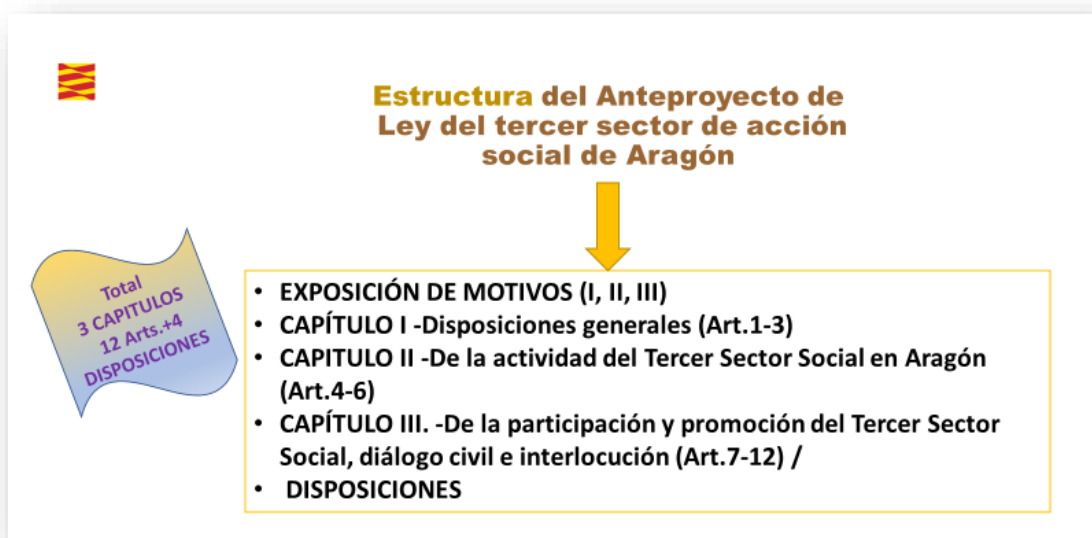 Estructura del Anteproyecto de
Ley del tercer sector de acción
social de Aragón
Total
3 CAPITULOS
12 Arts.+4
DISPOSICIONES
• EXPOSICIÓN DE MOTIVOS (I, II, III)
• CAPÍTULO I -Disposiciones generales (Art.1-3)
• CAPITULO II -De la actividad del Tercer Sector Social en Aragón
(Art.4-6)
• CAPÍTULO III. -De la participación y promoción del Tercer Sector
Social, diálogo civil e interlocución (Art.7-12) /
• DISPOSICIONES